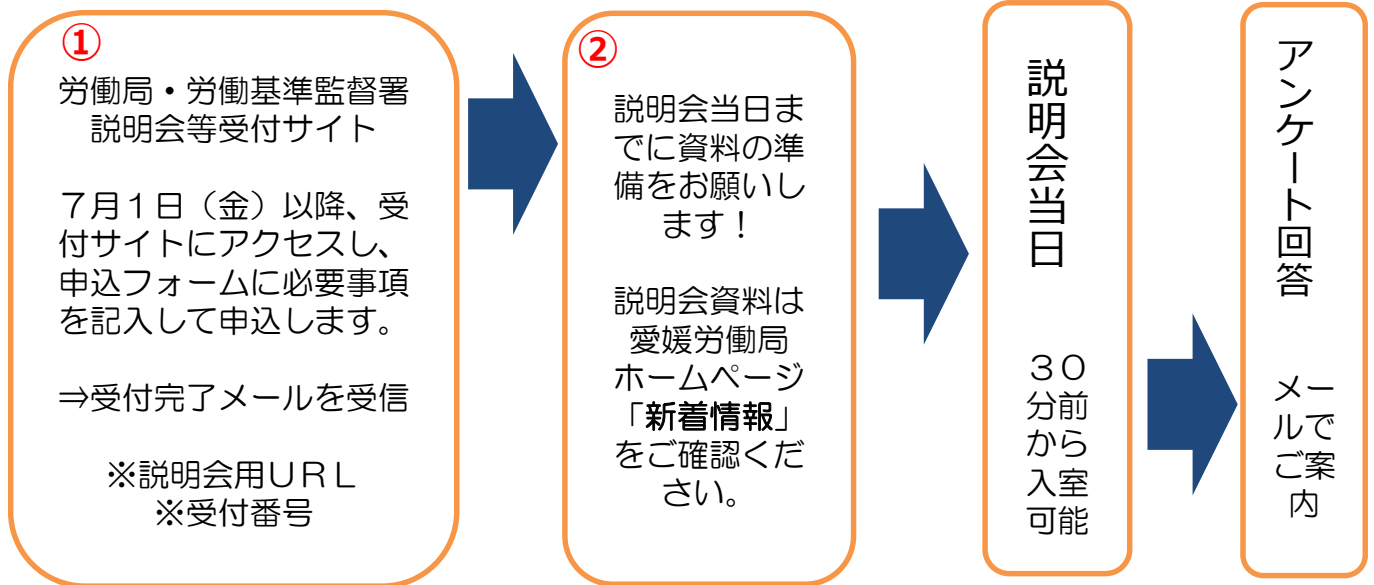 ①
労働局・労働基準監督署
説明会等受付サイト
７月１日（金）以降、受
付サイトにアクセスし、
申込フォームに必要事項
を記入して申込します。
⇒受付完了メールを受信
※説明会用ＵＲＬ
※受付番号
②
説明会当日ま
でに資料の準
備をお願いし
ます！
説明会資料は
愛媛労働局
ホームページ
「新着情報」
をご確認くだ
さい。
説明会当日
３０
分前
から
入室
可能
アンケート回答
メー
ルで
ご案
内